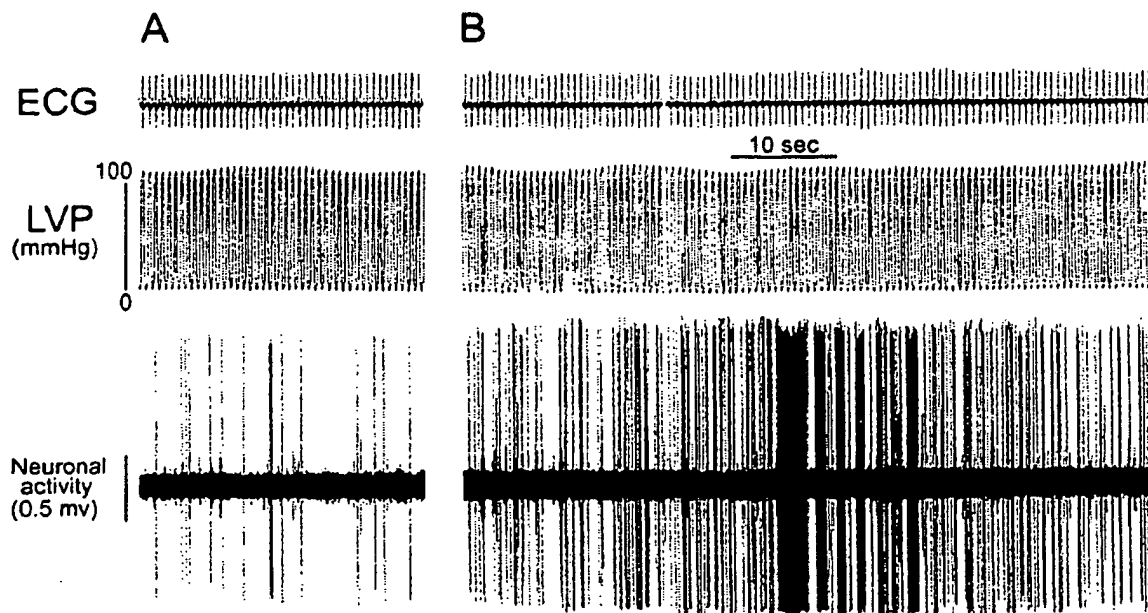 A
B
ECG
10 sec
100
LVP
(mmHg)
0
Neuronal
activity
(0.5 mv)